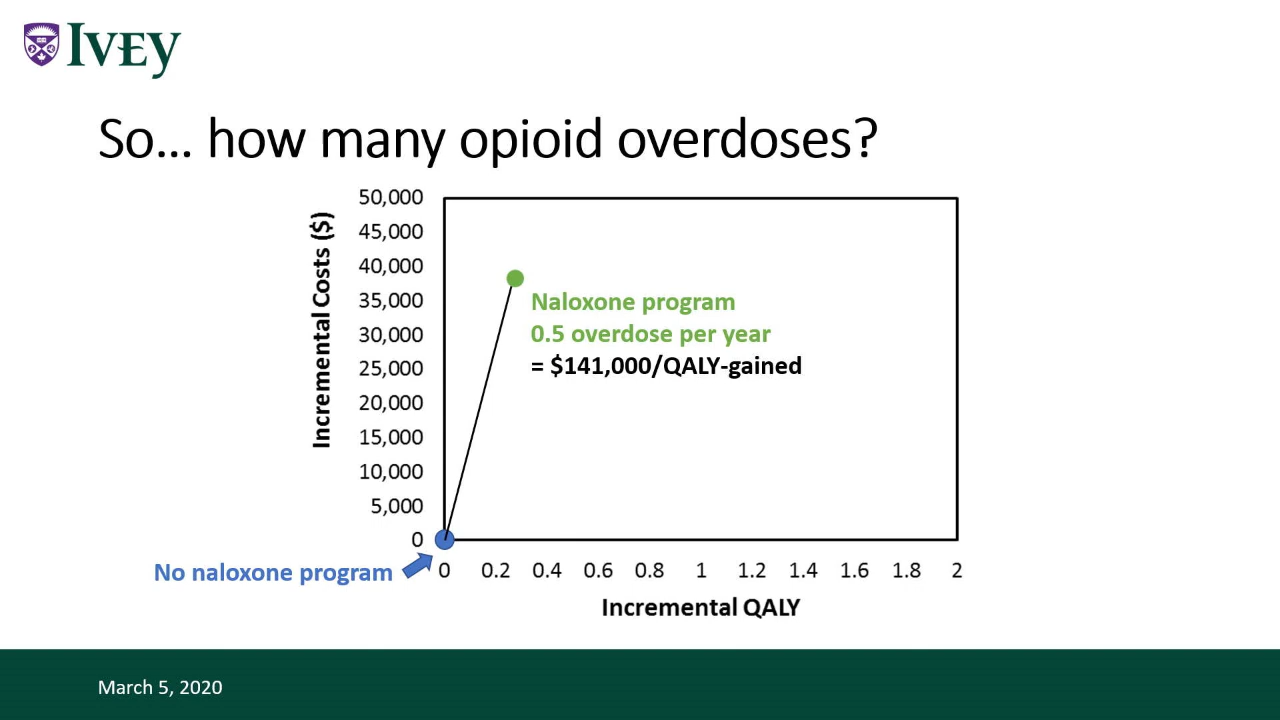 IVEY
So... how many opioid overdoses?
Incremental Costs ($)
50,000
45,000
40,000
35,000
30,000
25,000
20,000
15,000
10,000
5,000
0
Naloxone program
0.5 overdose per year
= $141,000/QALY-gained
No naloxone program
0 0.2 0.4 0.6 0.8 1 1.2 1.4 1.6 1.8 2
Incremental QALY
March 5, 2020